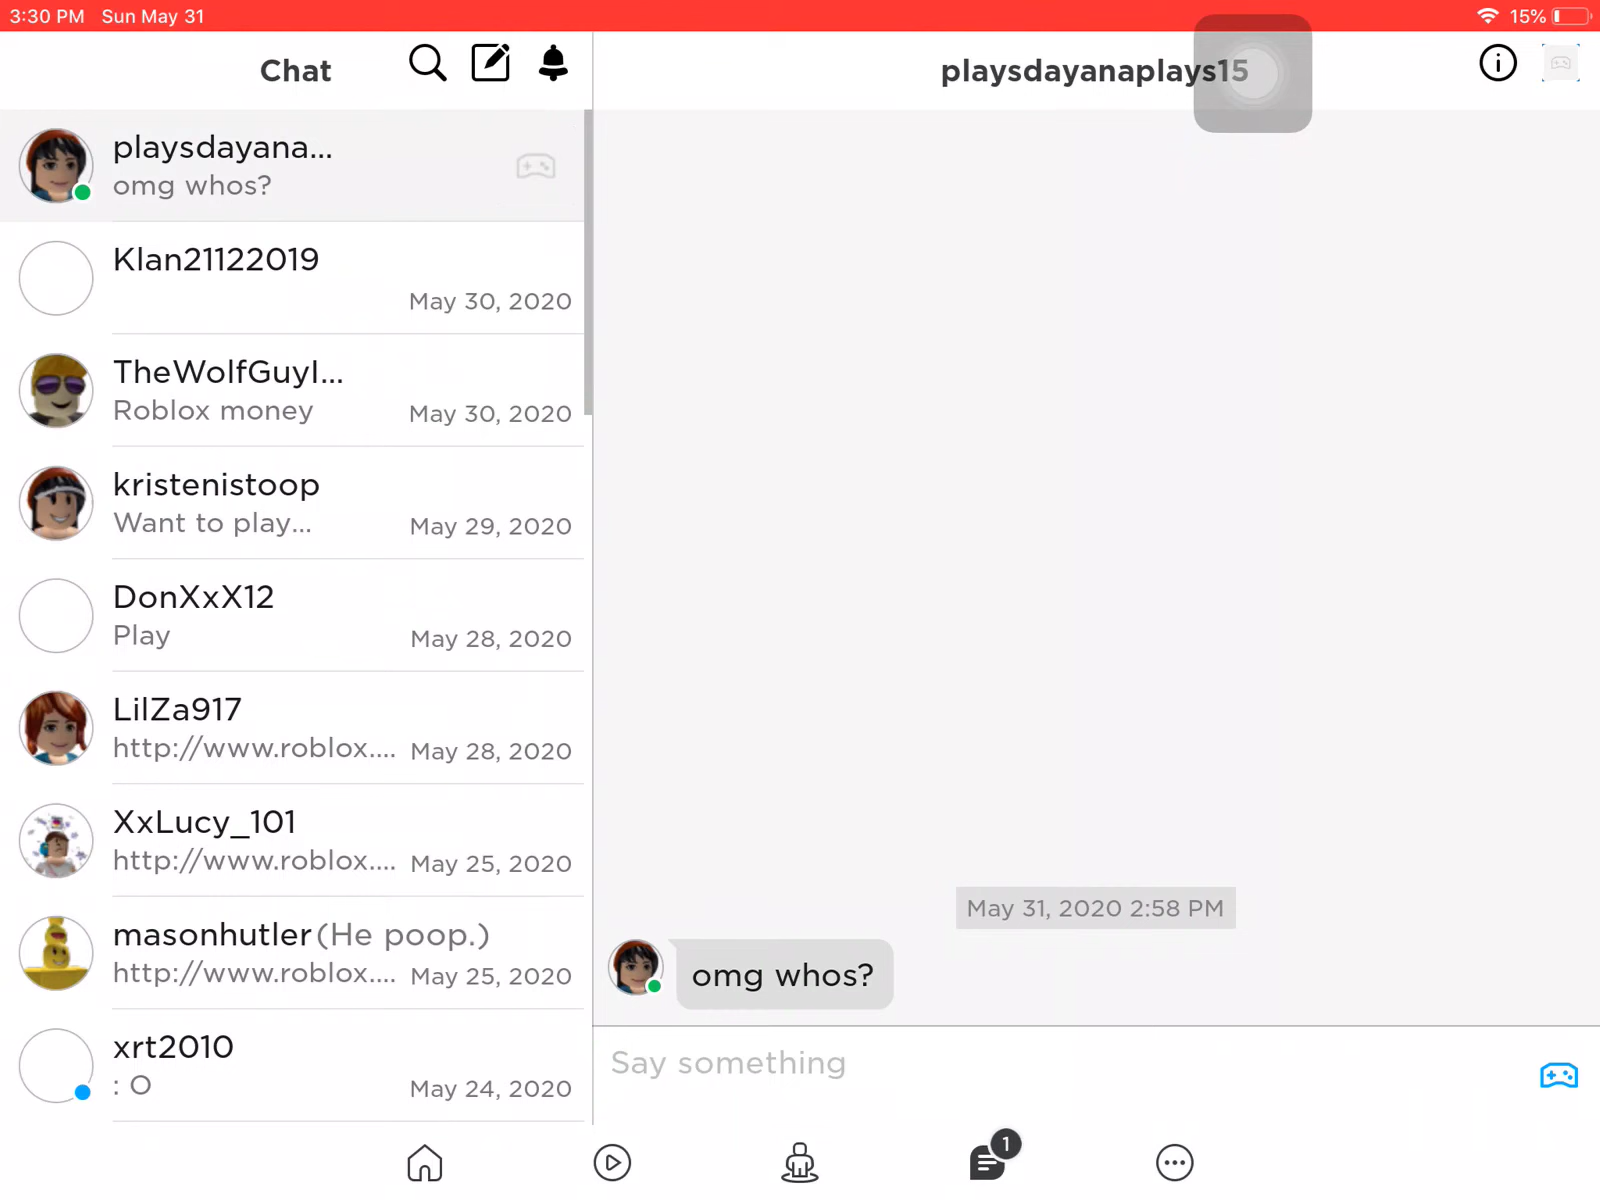 3:30 PM Sun May 31
15%
Chat
playsdayanaplays15
playsdayana...
omg whos?
Klan21122019
May 30, 2020
TheWolfGuyI...
Roblox money
May 30, 2020
kristenistoop
Want to play...
May 29, 2020
DonXxX12
Play
May 28, 2020
LilZa917
http://www.roblox....
May 28, 2020
XxLucy_101
http://www.roblox....
May 25, 2020
masonhutler(He poop.)
http://www.roblox....
May 25, 2020
xrt2010
: O
May 24, 2020
May 31, 2020 2:58 PM
omg whos?
Say something
1